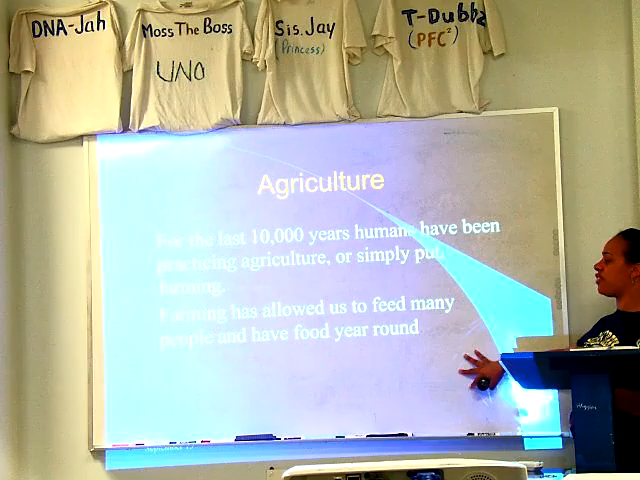 DNA-Jah
Moss The Boss
UNO
Sis. Jay
(Princess)
T-Dubbz
(PFC²)
Agriculture
For the last 10,000 years humans have been
practicing agriculture, or simply put,
farming.
Farming has allowed us to feed many
people and have food year round